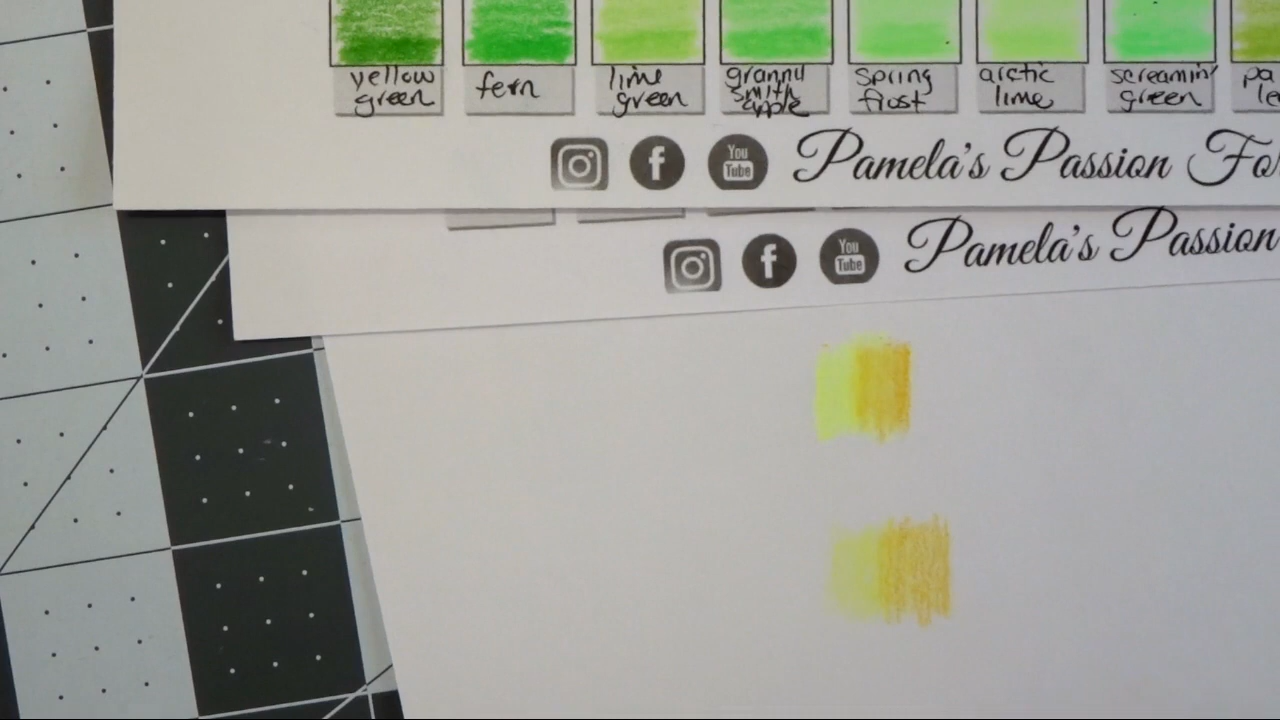 yellow
green
fern
lime
green
granny
smith
apple
spring
frost
arctic
lime
screamin'
green
f
You
Tube
Pamela's Passion
f
You
Tube
Pamela's Passion